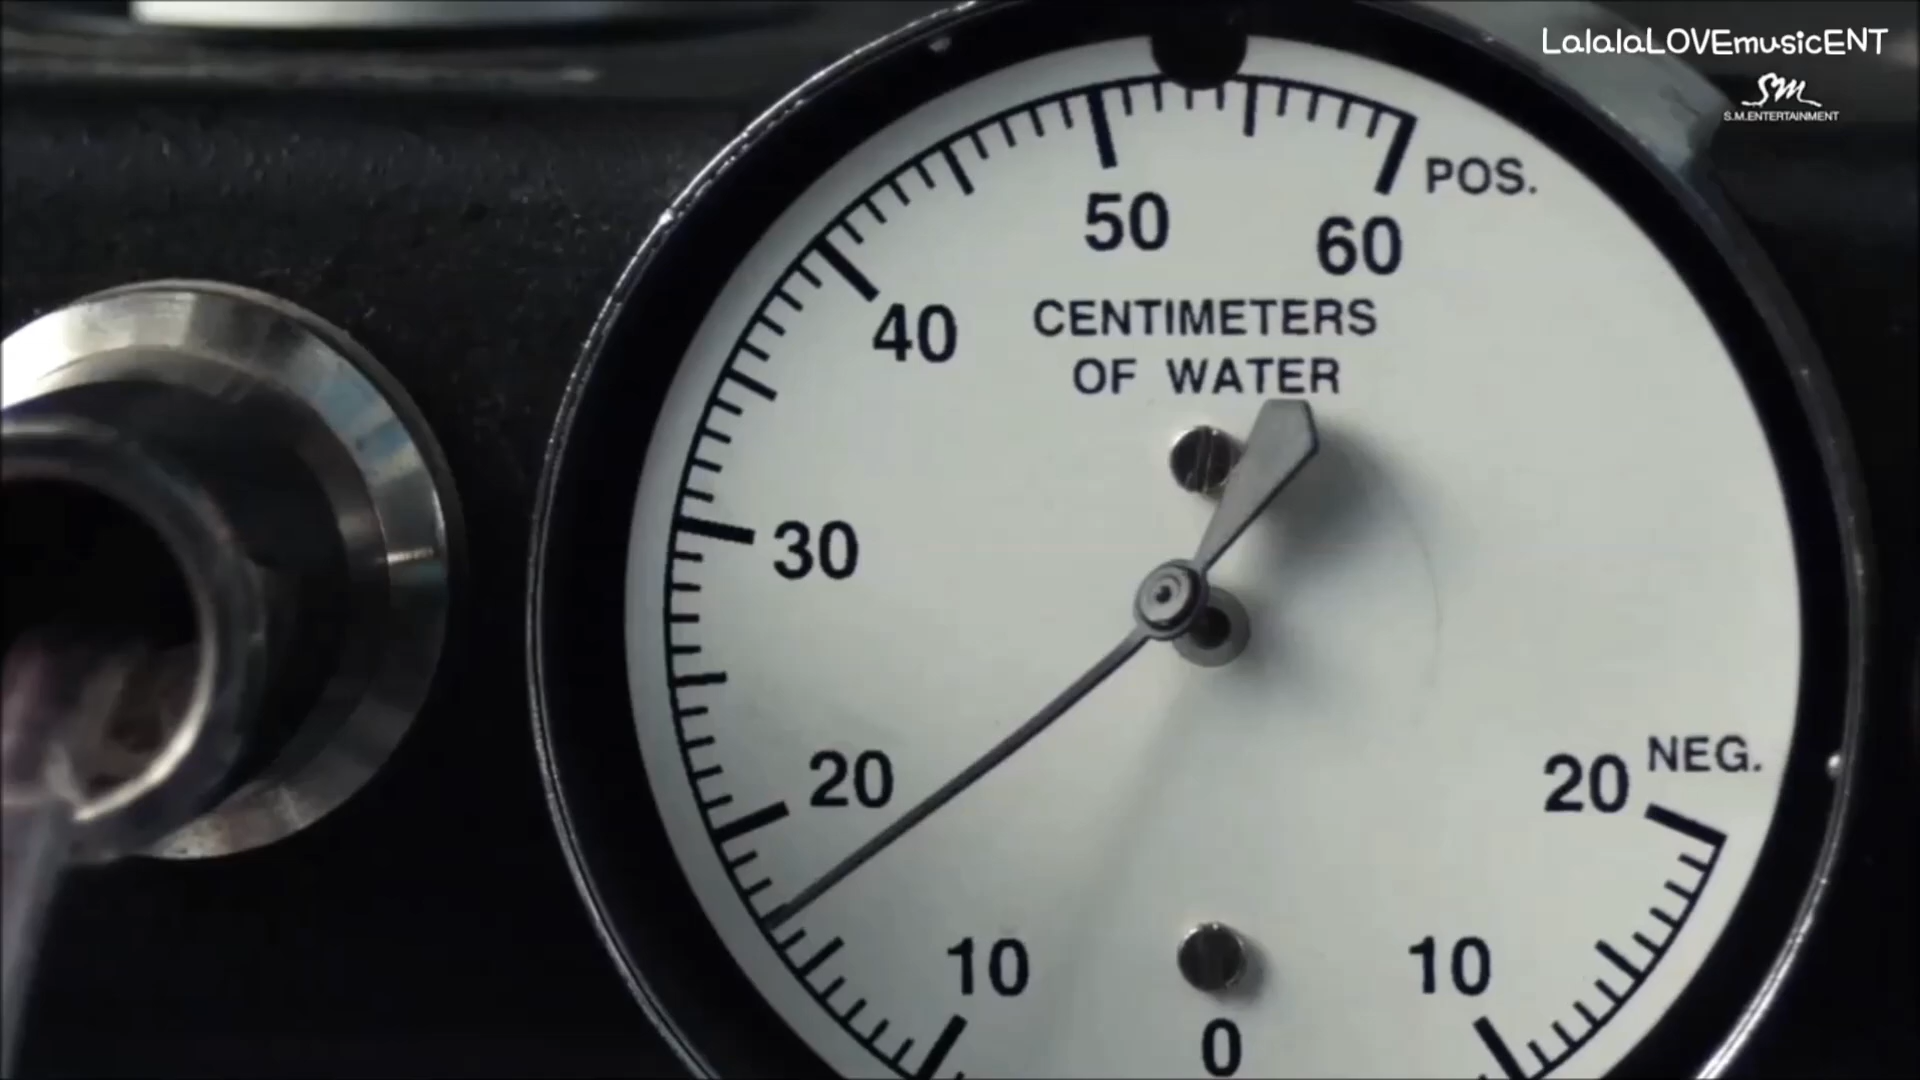 LalalaLOVEmusicENT
SM
S.M.ENTERTAINMENT
POS.
50
60
CENTIMETERS
OF WATER
40
30
20
20 NEG.
10
10
0